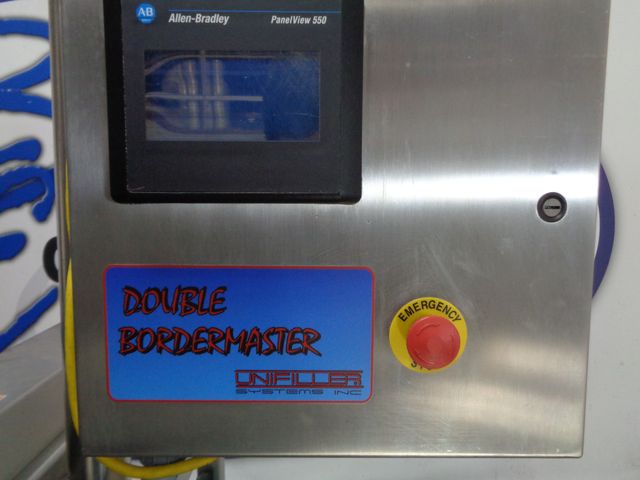 AB Allen-Bradley PanelView 550
DOUBLE
BORDERMASTER
UNIFILLER
SYSTEMS INC
EMERGENCY